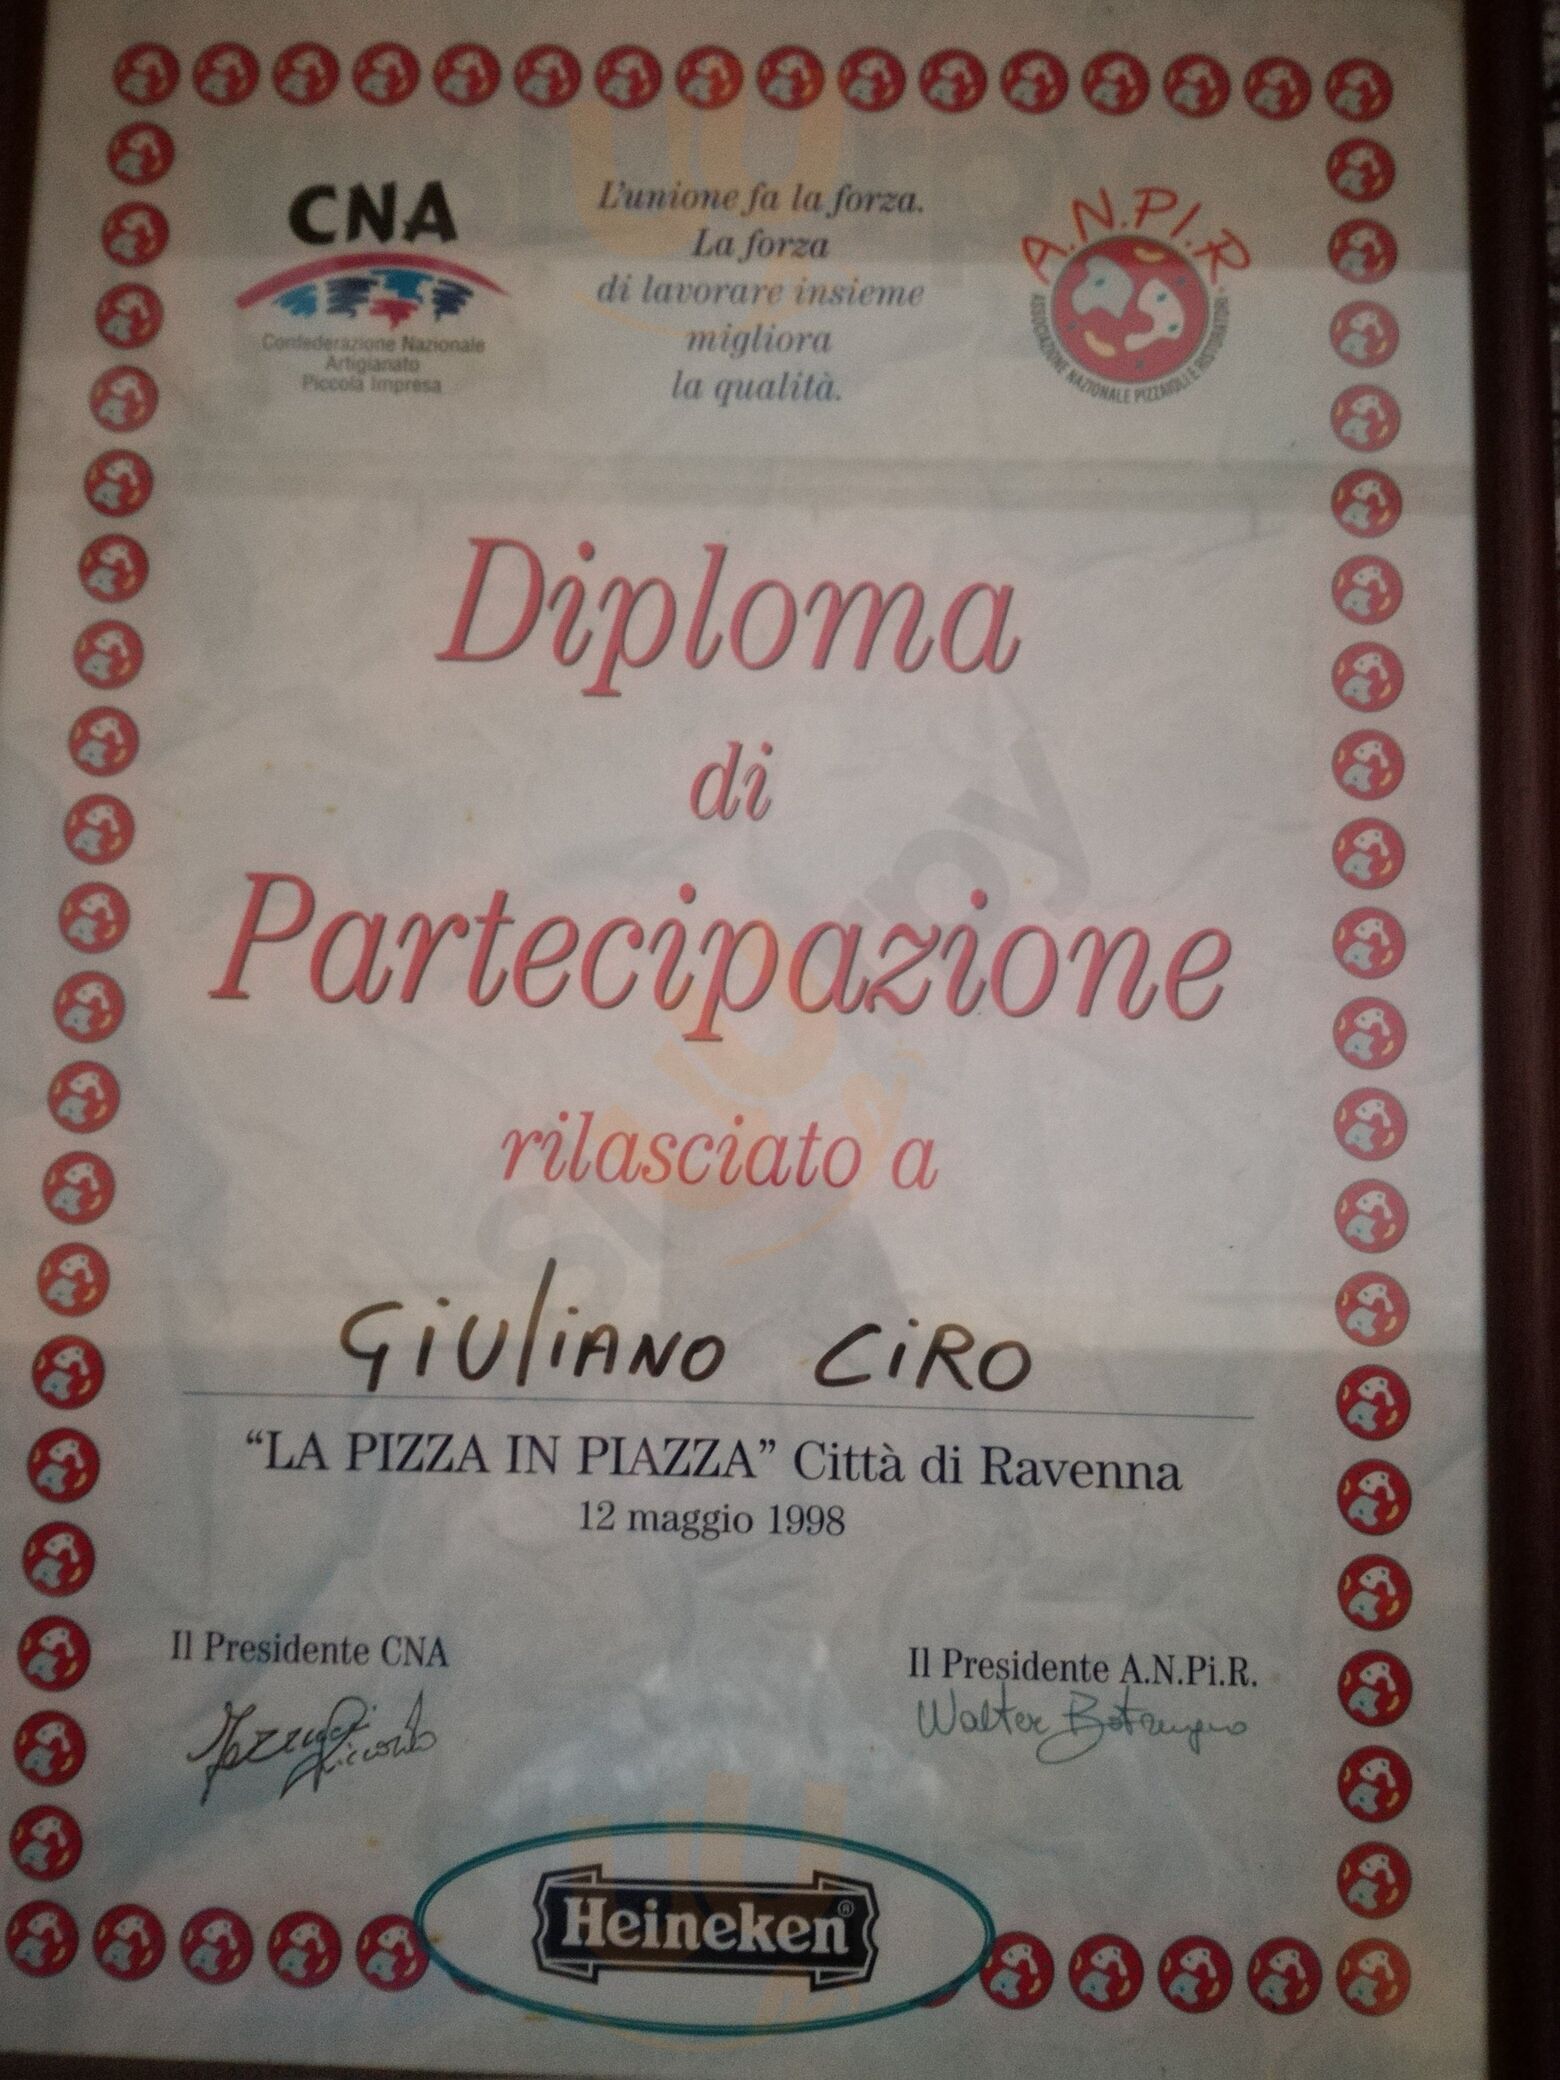 CNA
Confederazione Nazionale
Artigianato
Piccola Impresa
L'unione fa la forza.
La forza
di lavorare insieme
migliora
la qualità.
A.N.PI.R
ASSOCIAZIONE NAZIONALE PIZZAIOLI E RISTORATORI
Diploma
di
Partecipazione
rilasciato a
GiULIANO CiRO
"LA PIZZA IN PIAZZA" Città di Ravenna
12 maggio 1998
Il Presidente CNA
Il Presidente A.N.Pi.R.
Walter
Heineken®